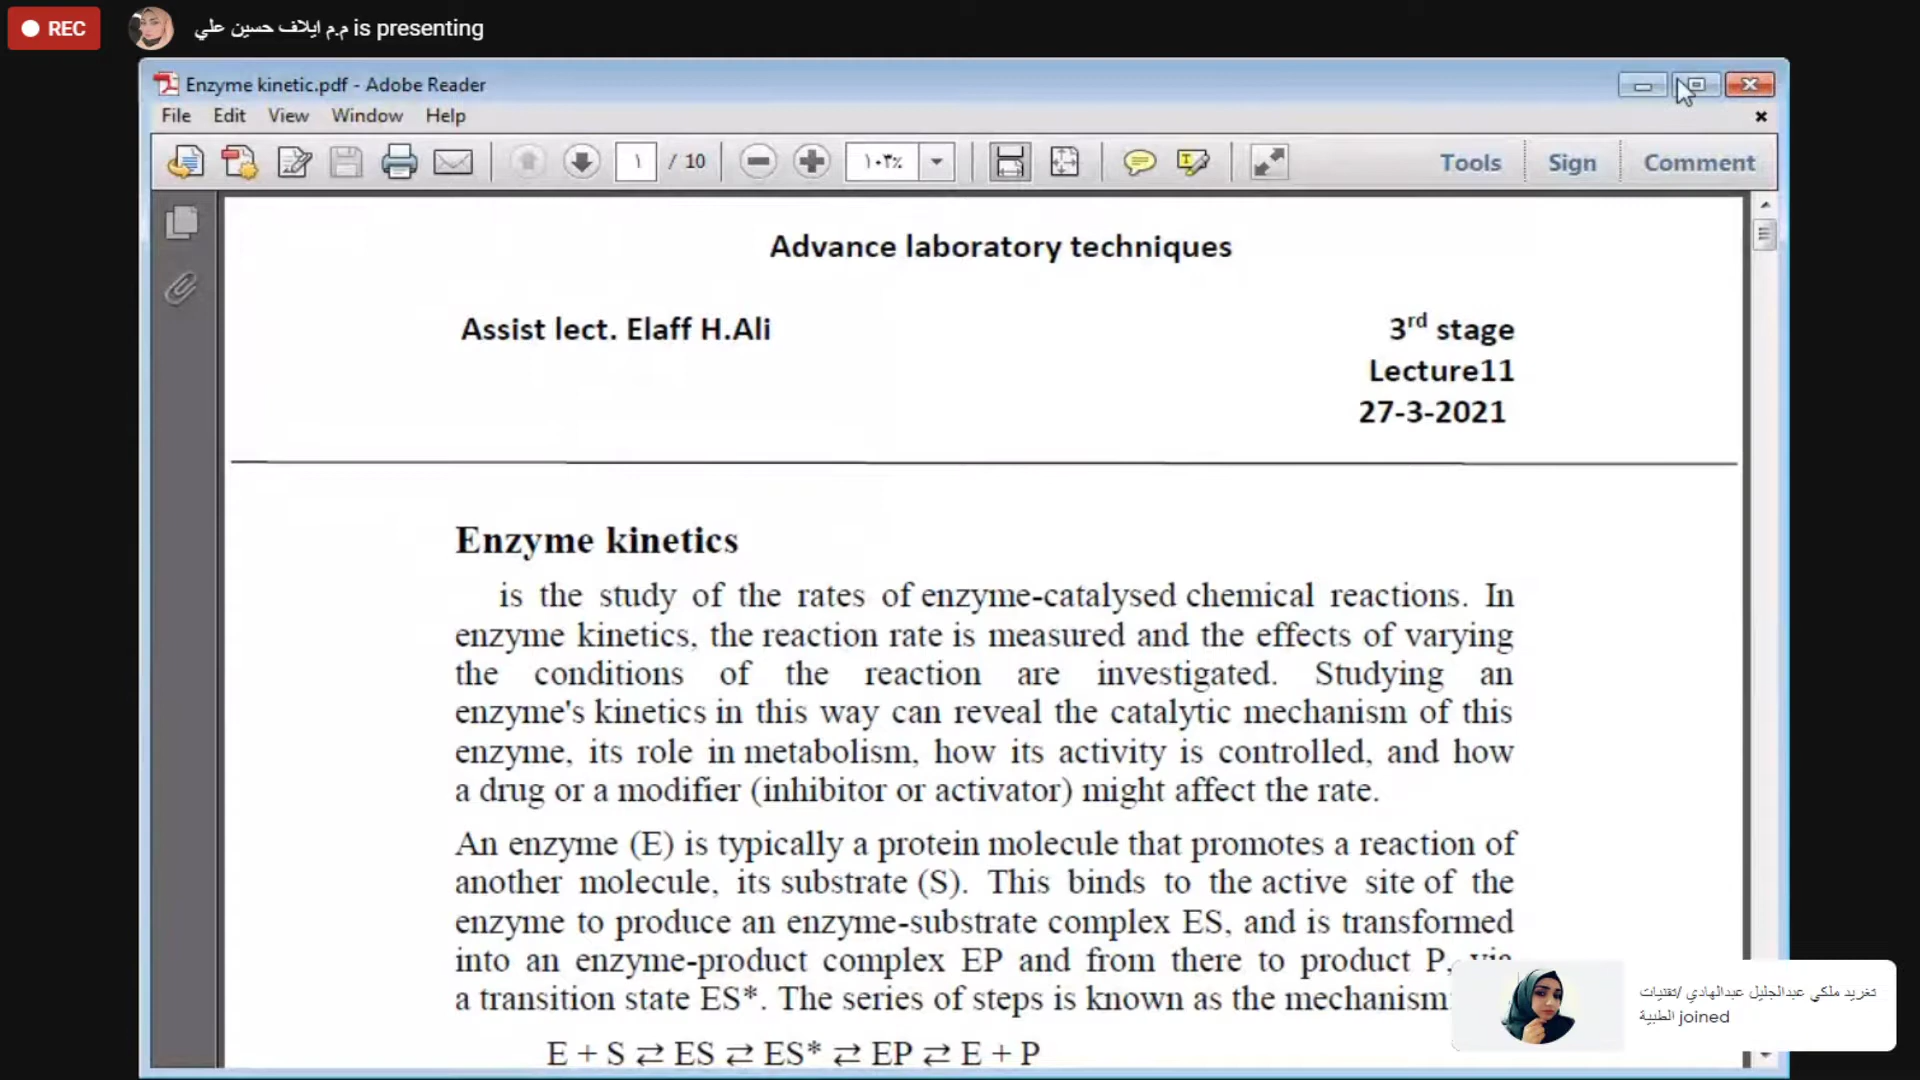 REC
م.م ايلاف حسين علي is presenting
Enzyme kinetic.pdf - Adobe Reader
File Edit View Window Help
١ / 10 ١٠٣% Tools Sign Comment
Advance laboratory techniques
Assist lect. Elaff H.Ali 3rd stage
Lecture11
27-3-2021
Enzyme kinetics
is the study of the rates of enzyme-catalysed chemical reactions. In
enzyme kinetics, the reaction rate is measured and the effects of varying
the conditions of the reaction are investigated. Studying an
enzyme's kinetics in this way can reveal the catalytic mechanism of this
enzyme, its role in metabolism, how its activity is controlled, and how
a drug or a modifier (inhibitor or activator) might affect the rate.
An enzyme (E) is typically a protein molecule that promotes a reaction of
another molecule, its substrate (S). This binds to the active site of the
enzyme to produce an enzyme-substrate complex ES, and is transformed
into an enzyme-product complex EP and from there to product P, via
a transition state ES*. The series of steps is known as the mechanism:
E + S ⇄ ES ⇄ ES* ⇄ EP ⇄ E + P
تغريد ملكي عبدالجليل عبدالهادي /تقنيات
الطبية joined